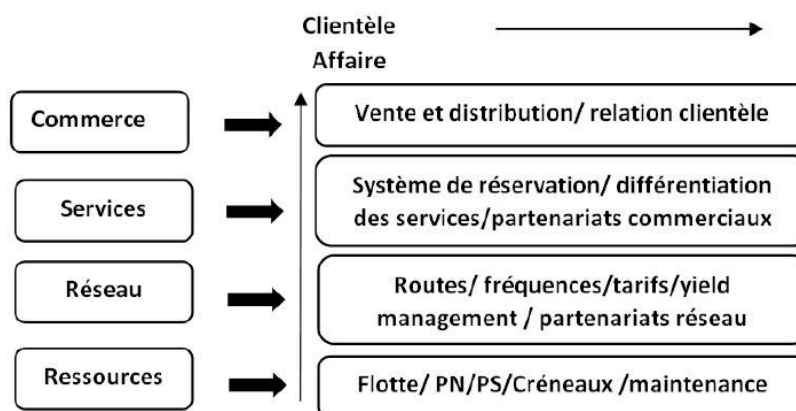 Clientèle
Affaire
Commerce
Vente et distribution/ relation clientèle
Services
Système de réservation/ différentiation
des services/partenariats commerciaux
Réseau
Routes/ fréquences/tarifs/yield
management / partenariats réseau
Ressources
Flotte/ PN/PS/Créneaux /maintenance